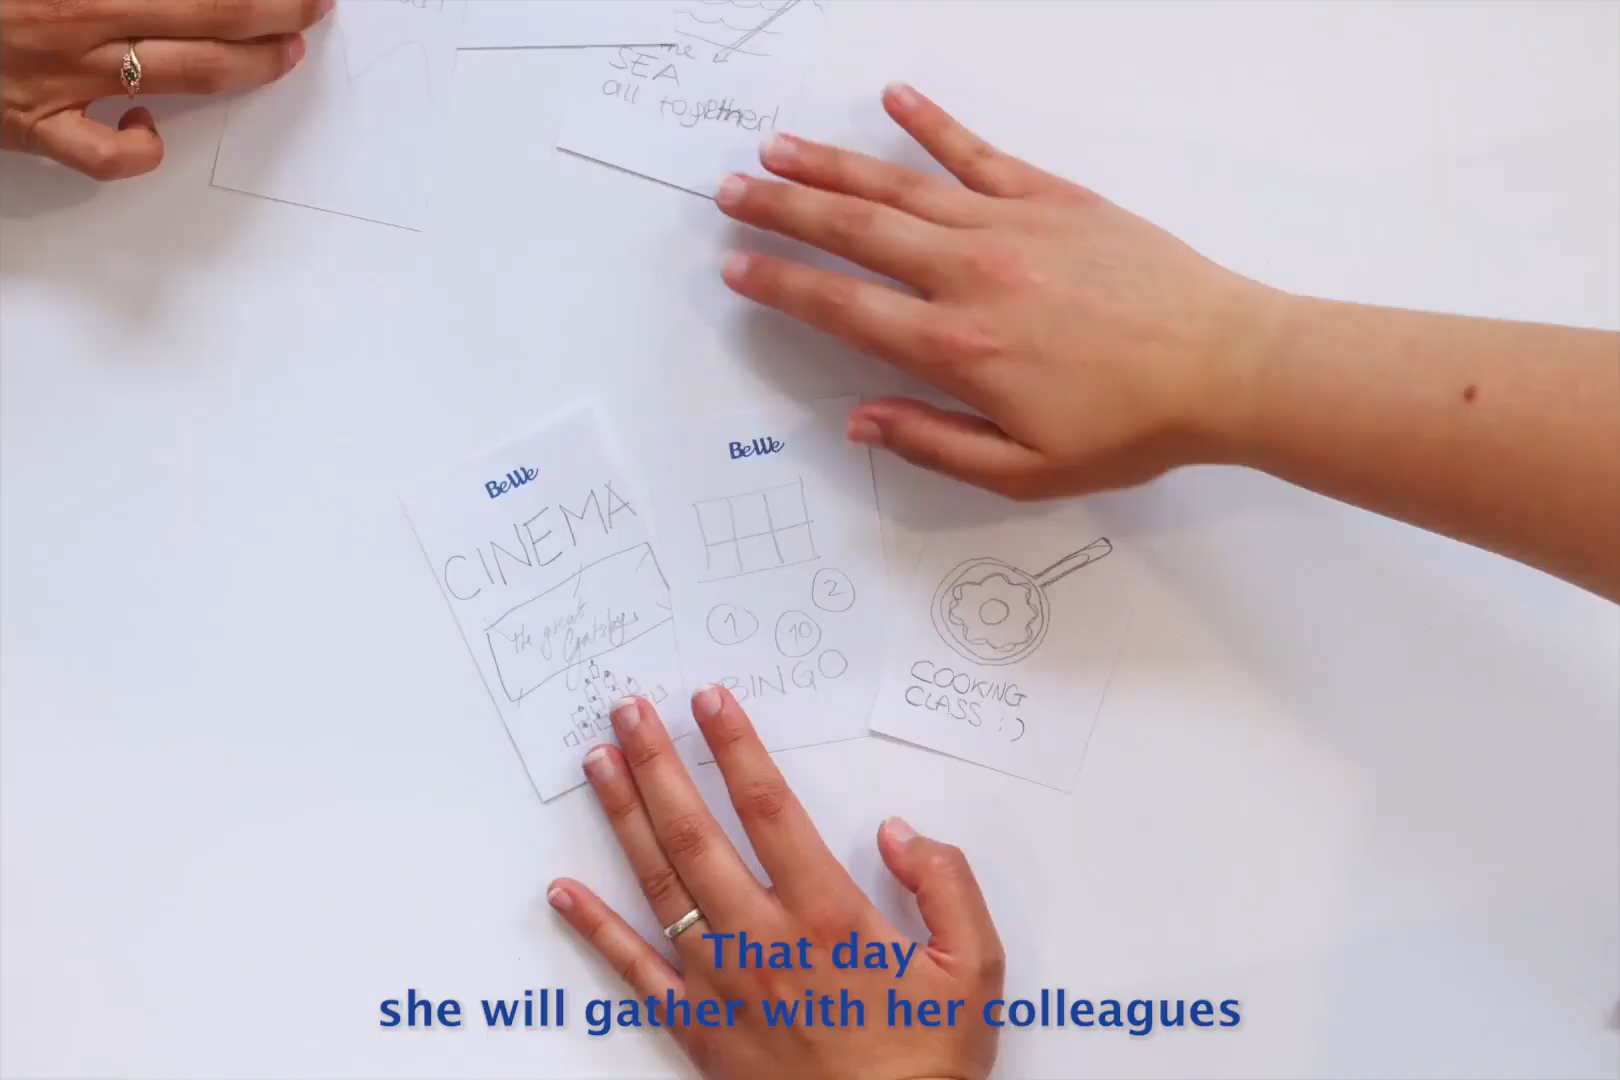 the
SEA
all together!
BeWe
CINEMA
The great
Gatsby
BeWe
2
1
10
BINGO
COOKING
CLASS :)
That day
she will gather with her colleagues